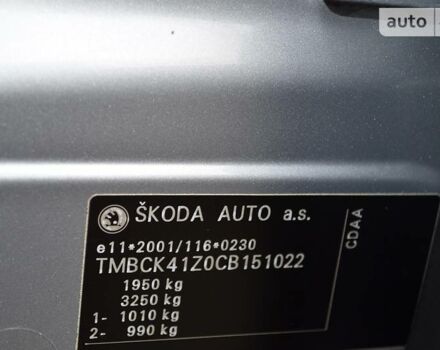 auto
ŠKODA AUTO a.s.
e11*2001/116*0230
TMBCK41Z0CB151022
1950 kg
3250 kg
1- 1010 kg
2- 990 kg
CDAA